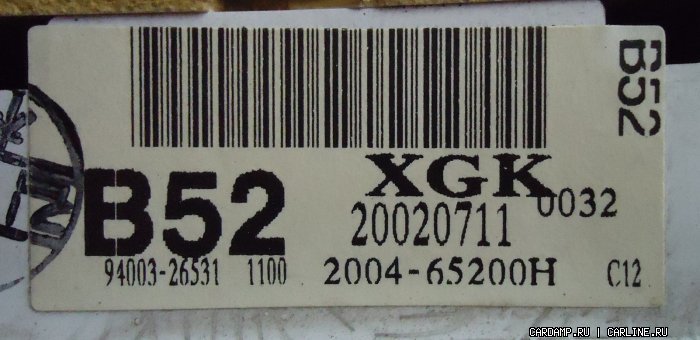 B52
B52
XGK
20020711 0032
94003-26531 1100 2004-65200H C12
CARDAMP.RU | CARLINE.RU